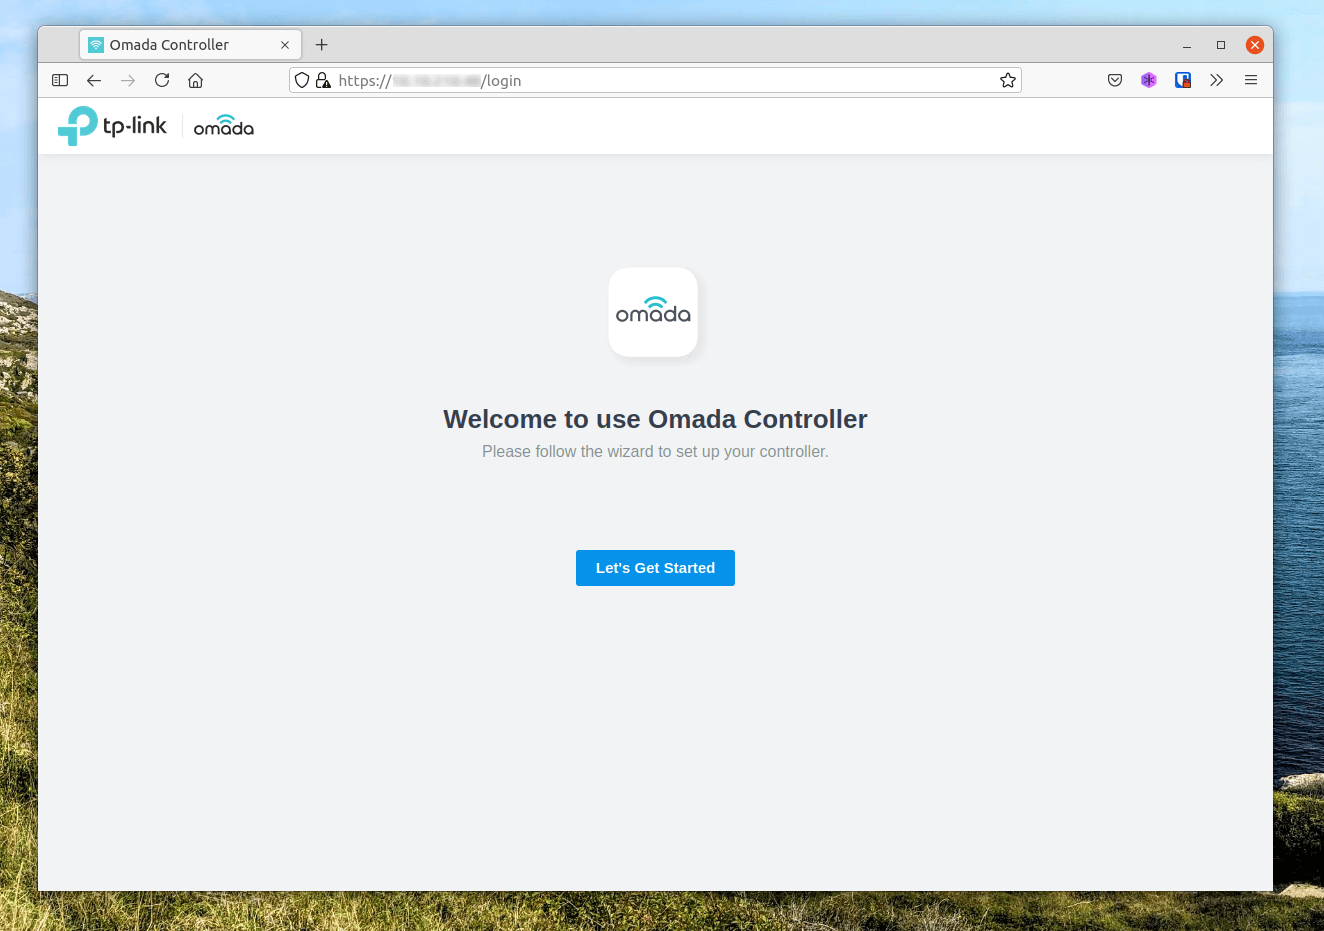 Omada Controller
https:// /login
tp-link
omada
omada
Welcome to use Omada Controller
Please follow the wizard to set up your controller.
Let's Get Started